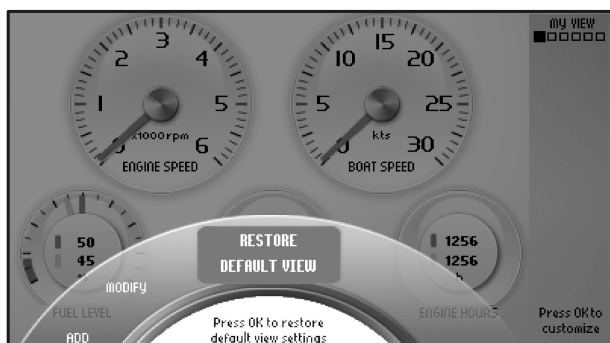 MY VIEW
3
2
4
1
5
0
6
x1000rpm
ENGINE SPEED
15
10
20
5
25
0
30
kts
BOAT SPEED
50
45
FUEL LEVEL
1256
1256
h
ENGINE HOURS
RESTORE
DEFAULT VIEW
MODIFY
ADD
Press OK to restore
default view settings
Press OK to
customize